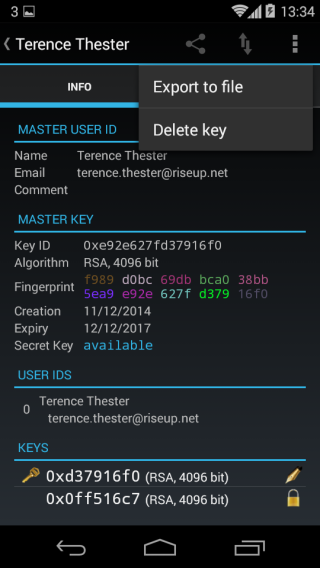 3 13:34
Terence Thester
INFO
Export to file
Delete key
MASTER USER ID
Name Terence Thester
Email terence.thester@riseup.net
Comment
MASTER KEY
Key ID 0xe92e627fd37916f0
Algorithm RSA, 4096 bit
Fingerprint f989 d0bc 69db bca0 38bb
5ea9 e92e 627f d379 16f0
Creation 11/12/2014
Expiry 12/12/2017
Secret Key available
USER IDS
0 Terence Thester
terence.thester@riseup.net
KEYS
0xd37916f0 (RSA, 4096 bit)
0x0ff516c7 (RSA, 4096 bit)